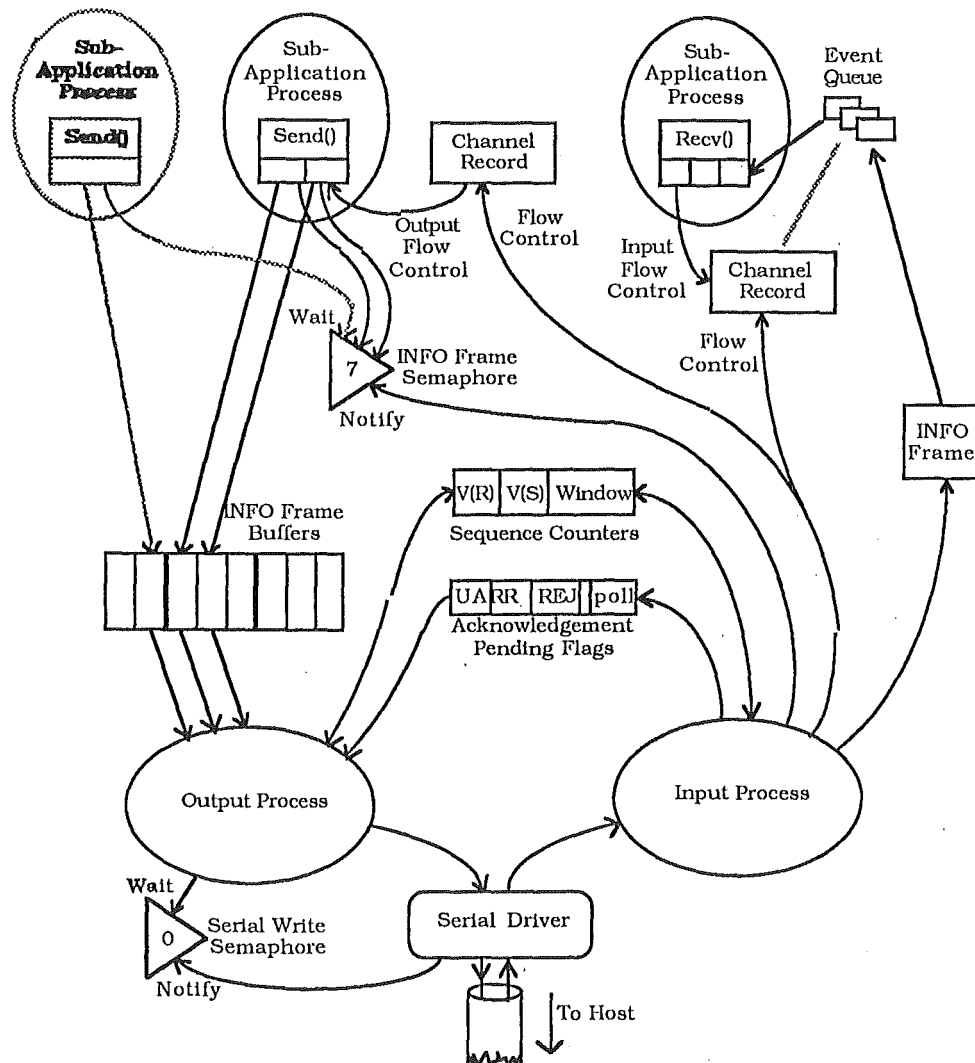 Sub-
Application
Process
Send()
Sub-
Application
Process
Send()
Channel
Record
Sub-
Application
Process
Recv()
Event
Queue
Output
Flow
Control
Flow
Control
Input
Flow
Control
Channel
Record
Flow
Control
Wait
7
INFO Frame
Semaphore
Notify
INFO
Frame
V(R) V(S) Window
Sequence Counters
INFO Frame
Buffers
UA RR REJ poll
Acknowledgement
Pending Flags
Output Process
Input Process
Wait
0
Serial Write
Semaphore
Notify
Serial Driver
To Host